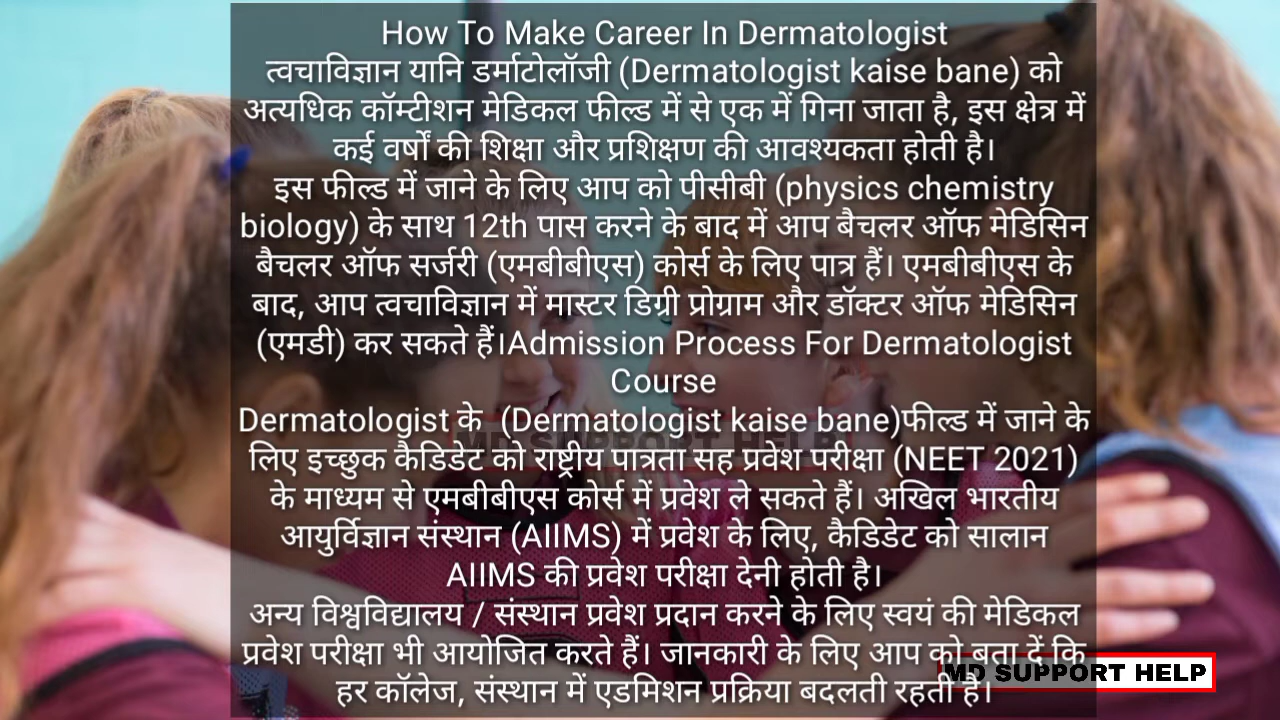 How To Make Career In Dermatologist
त्वचाविज्ञान यानि डर्माटोलॉजी (Dermatologist kaise bane) को
अत्यधिक कॉम्टीशन मेडिकल फील्ड में से एक में गिना जाता है, इस क्षेत्र में
कई वर्षों की शिक्षा और प्रशिक्षण की आवश्यकता होती है।
इस फील्ड में जाने के लिए आप को पीसीबी (physics chemistry
biology) के साथ 12th पास करने के बाद में आप बैचलर ऑफ मेडिसिन
बैचलर ऑफ सर्जरी (एमबीबीएस) कोर्स के लिए पात्र हैं। एमबीबीएस के
बाद, आप त्वचाविज्ञान में मास्टर डिग्री प्रोग्राम और डॉक्टर ऑफ मेडिसिन
(एमडी) कर सकते हैं।Admission Process For Dermatologist
Course
Dermatologist के  (Dermatologist kaise bane)फील्ड में जाने के
MD SUPPORT HELP
लिए इच्छुक कैडिडेट को राष्ट्रीय पात्रता सह प्रवेश परीक्षा (NEET 2021)
के माध्यम से एमबीबीएस कोर्स में प्रवेश ले सकते हैं। अखिल भारतीय
आयुर्विज्ञान संस्थान (AIIMS) में प्रवेश के लिए, कैडिडेट को सालान
AIIMS की प्रवेश परीक्षा देनी होती है।
अन्य विश्वविद्यालय / संस्थान प्रवेश प्रदान करने के लिए स्वयं की मेडिकल
प्रवेश परीक्षा भी आयोजित करते हैं। जानकारी के लिए आप को बता दें कि
MD SUPPORT HELP
हर कॉलेज, संस्थान में एडमिशन प्रक्रिया बदलती रहती है।